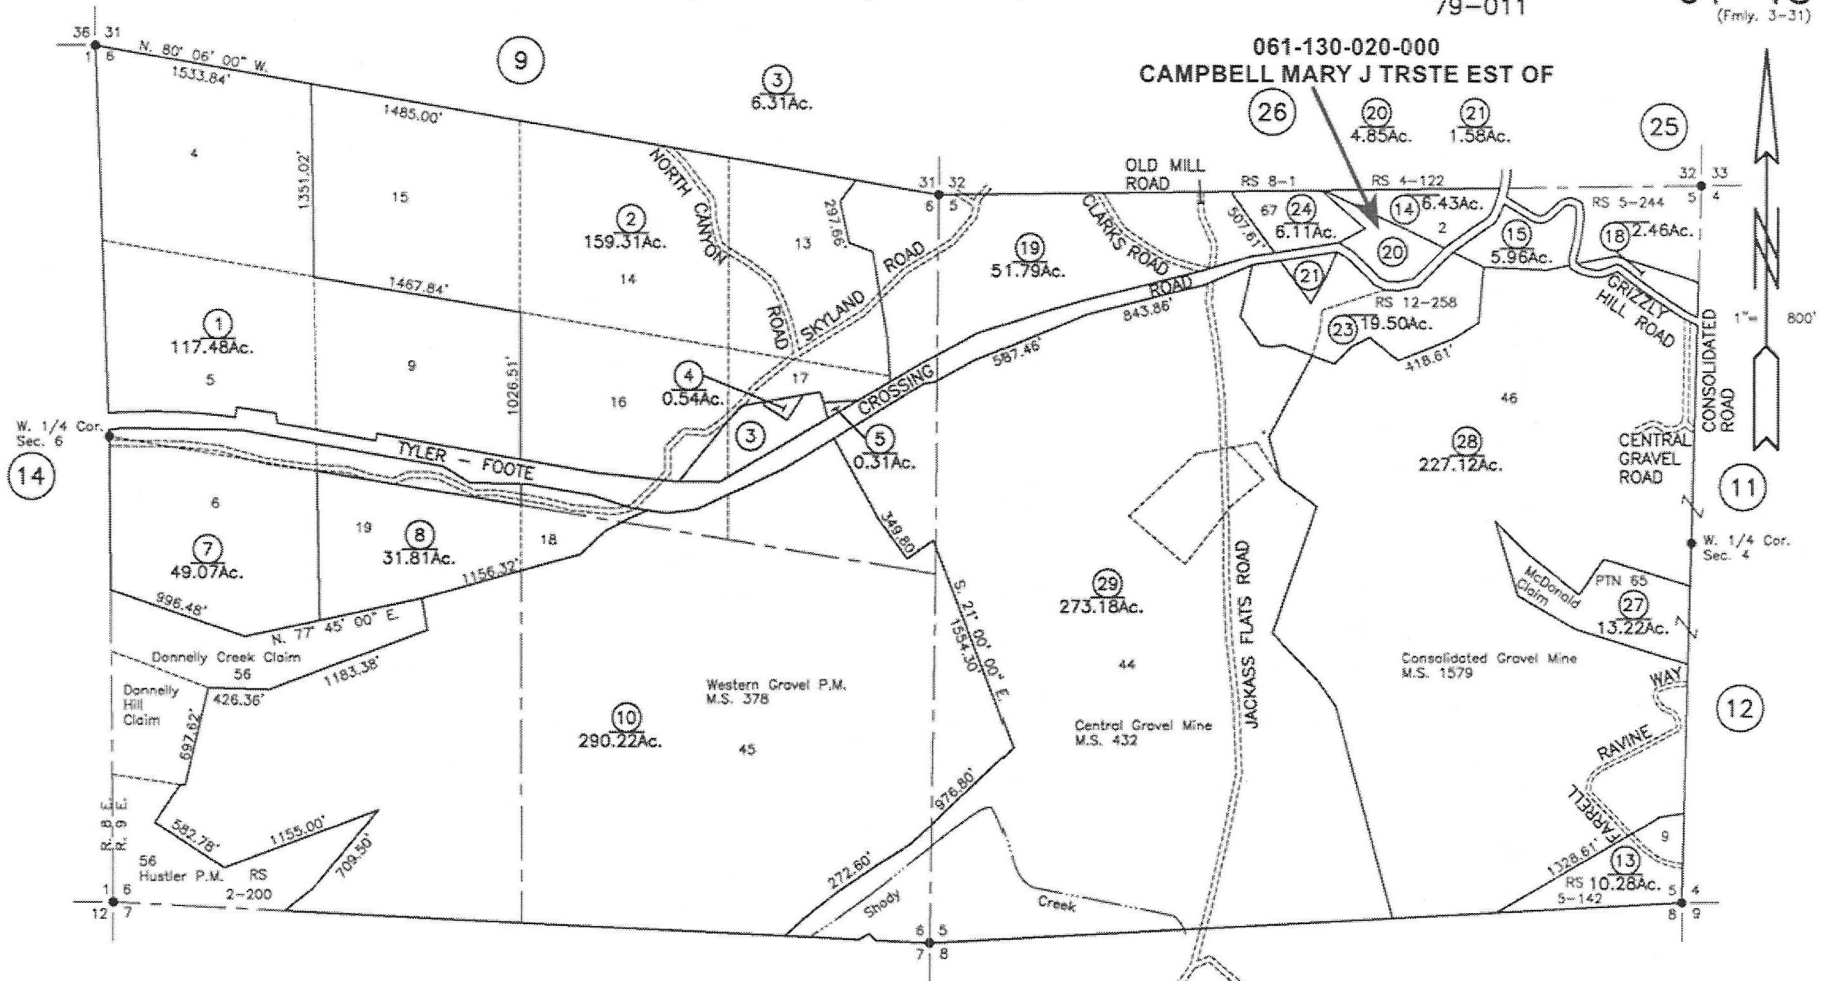 79-011
(Fmly. 3-31)
36 31
1 6
N. 80° 06' 00" W.
1533.84'
9
3
6.31Ac.
061-130-020-000
CAMPBELL MARY J TRSTE EST OF
26
20
4.85Ac.
21
1.58Ac.
25
1485.00'
4
1351.02'
15
2
159.31Ac.
NORTH CANYON ROAD
13
297.66'
31 32
6 5
SKYLAND ROAD
19
51.79Ac.
OLD MILL
ROAD
CLARKS ROAD
RS 8-1
RS 4-122
67
24
6.11Ac.
507.61'
14
6.43Ac.
2
20
21
15
5.96Ac.
RS 5-244
18
2.46Ac.
32 33
5 4
GRIZZLY
HILL ROAD
1"= 800'
14
1467.84'
1
117.48Ac.
5
9
1026.51'
16
4
0.54Ac.
17
3
5
0.31Ac.
TYLER - FOOTE
CROSSING
ROAD
587.46'
843.86'
RS 12-258
23
19.50Ac.
418.61'
46
CONSOLIDATED
ROAD
W. 1/4 Cor.
Sec. 6
14
28
227.12Ac.
CENTRAL
GRAVEL
ROAD
11
6
19
7
49.07Ac.
8
31.81Ac.
18
1156.32'
349.80
996.48'
N. 77° 45' 00" E.
S. 21° 00' 00" E.
1554.30'
29
273.18Ac.
JACKASS FLATS ROAD
W. 1/4 Cor.
Sec. 4
McDonald
Claim
PTN 65
27
13.22Ac.
Donnelly Creek Claim
56
1183.38'
Donnelly
Hill
Claim
426.36'
697.62'
Western Gravel P.M.
M.S. 378
10
290.22Ac.
45
44
Central Gravel Mine
M.S. 432
Consolidated Gravel Mine
M.S. 1579
12
FARRELL RAVINE WAY
R. 8 E.
R. 9 E.
582.78'
1155.00'
709.50'
976.80'
272.60'
Shady Creek
56
Hustler P.M. RS
2-200
1 6
12 7
6 5
7 8
1328.61'
9
13
RS 10.28Ac.
5-142
5 4
8 9